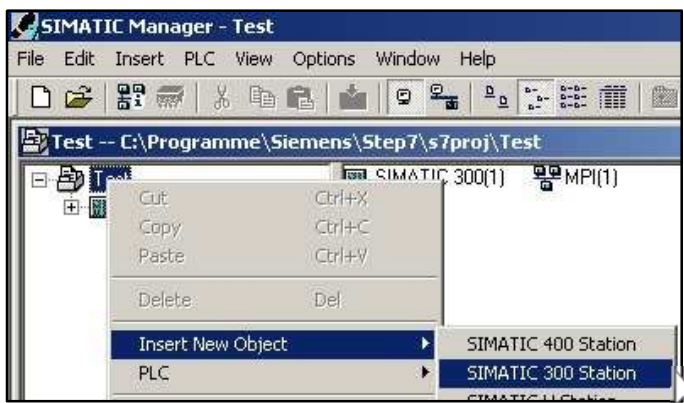 SIMATIC Manager - Test
File Edit Insert PLC View Options Window Help
Test -- C:\Programme\Siemens\Step7\s7proj\Test
SIMATIC 300(1) MPI(1)
Cut Ctrl+X
Copy Ctrl+C
Paste Ctrl+V
Delete Del
Insert New Object
PLC
SIMATIC 400 Station
SIMATIC 300 Station